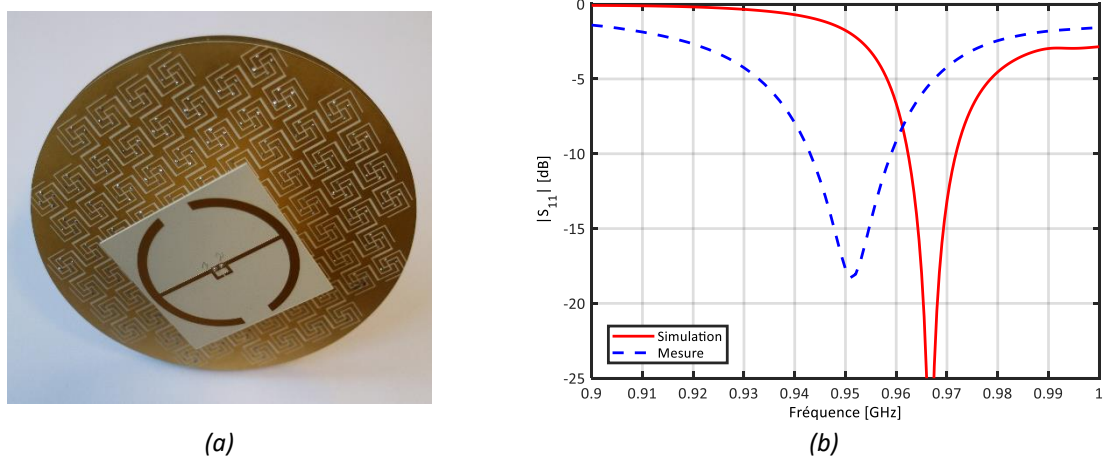 0
-5
-10
-15
-20
-25
|S11| [dB]
Simulation
Mesure
0.9 0.91 0.92 0.93 0.94 0.95 0.96 0.97 0.98 0.99 1
Fréquence [GHz]
(a) (b)